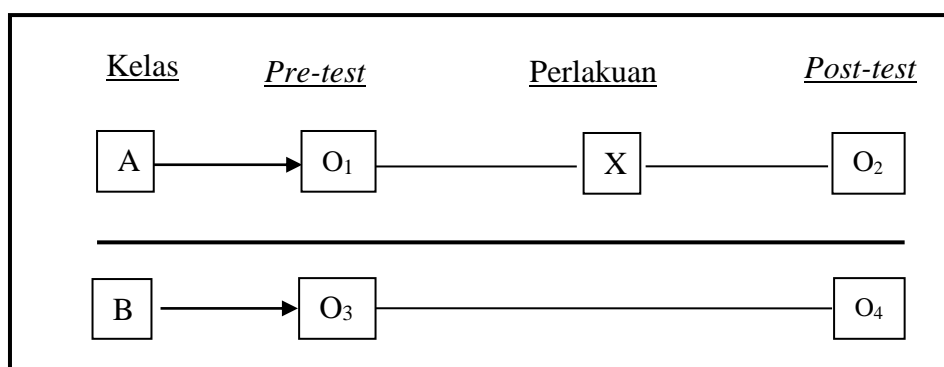 Kelas Pre-test Perlakuan Post-test
A O₁ X O₂
B O₃ O₄